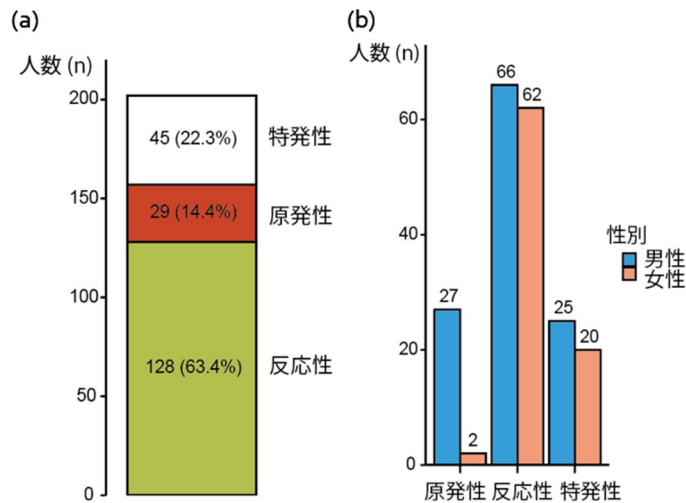 (a)
人数 (n)
200
150
100
50
0
45 (22.3%)
特発性
29 (14.4%)
原発性
128 (63.4%)
反応性
(b)
人数 (n)
60
40
20
0
27
2
66
62
25
20
原発性 反応性 特発性
性別
男性
女性